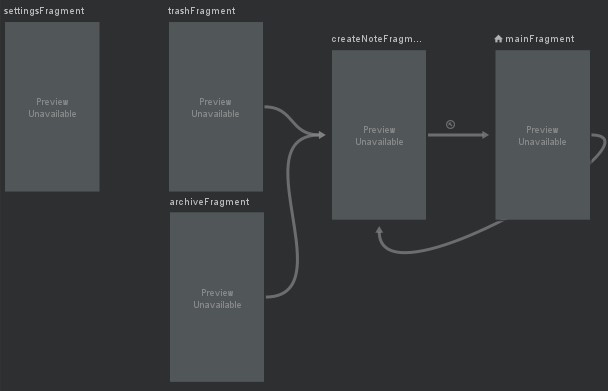 settingsFragment
trashFragment
createNoteFragm...
mainFragment
Preview
Unavailable
Preview
Unavailable
Preview
Unavailable
Preview
Unavailable
archiveFragment
Preview
Unavailable